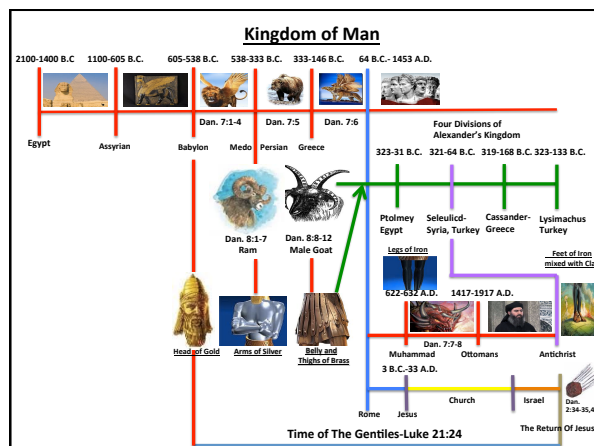 Kingdom of Man
2100-1400 B.C
1100-605 B.C.
605-538 B.C.
538-333 B.C.
333-146 B.C.
64 B.C.- 1453 A.D.
Dan. 7:1-4
Dan. 7:5
Dan. 7:6
Egypt
Assyrian
Babylon
Medo
Persian
Greece
Four Divisions of
Alexander's Kingdom
323-31 B.C.
321-64 B.C.
319-168 B.C.
323-133 B.C.
Ptolmey
Egypt
Seleulicd-
Syria, Turkey
Cassander-
Greece
Lysimachus
Turkey
Dan. 8:1-7
Ram
Dan. 8:8-12
Male Goat
Legs of Iron
Feet of Iron
mixed with Cla
622-632 A.D.
1417-1917 A.D.
Dan. 7:7-8
Muhammad
Ottomans
Antichrist
Head of Gold
Arms of Silver
Belly and
Thighs of Brass
3 B.C.-33 A.D.
Rome
Jesus
Church
Israel
Dan.
2:34-35,4
The Return Of Jesus
Time of The Gentiles-Luke 21:24